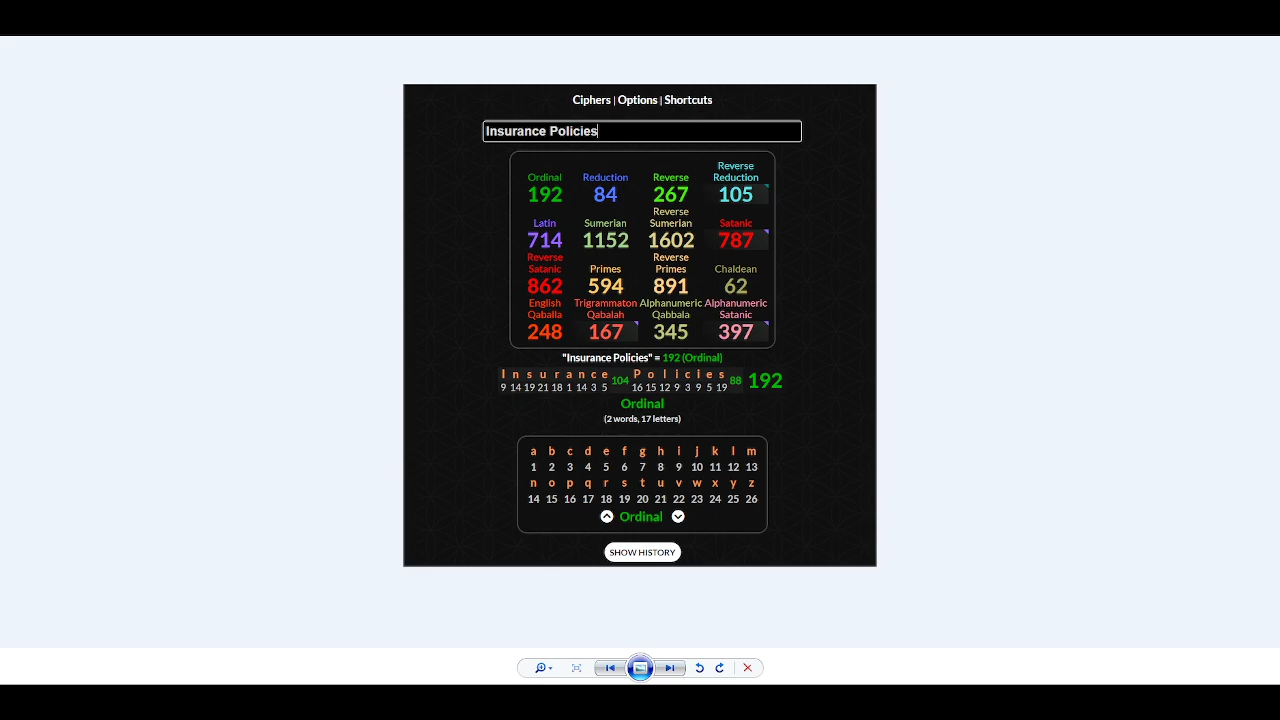 Ciphers | Options | Shortcuts
Insurance Policies
Ordinal Reduction Reverse Reverse Reduction
192 84 267 105
Latin Sumerian Reverse Sumerian Satanic
714 1152 1602 787
Reverse Satanic Primes Reverse Primes Chaldean
862 594 891 62
English Qaballa Trigrammaton Qabalah Alphanumeric Qabbala Alphanumeric Satanic
248 167 345 397
"Insurance Policies" = 192 (Ordinal)
I n s u r a n c e 104 P o l i c i e s 88 192
9 14 19 21 18 1 14 3 5 16 15 12 9 3 9 5 19
Ordinal
(2 words, 17 letters)
a b c d e f g h i j k l m
1 2 3 4 5 6 7 8 9 10 11 12 13
n o p q r s t u v w x y z
14 15 16 17 18 19 20 21 22 23 24 25 26
Ordinal
SHOW HISTORY